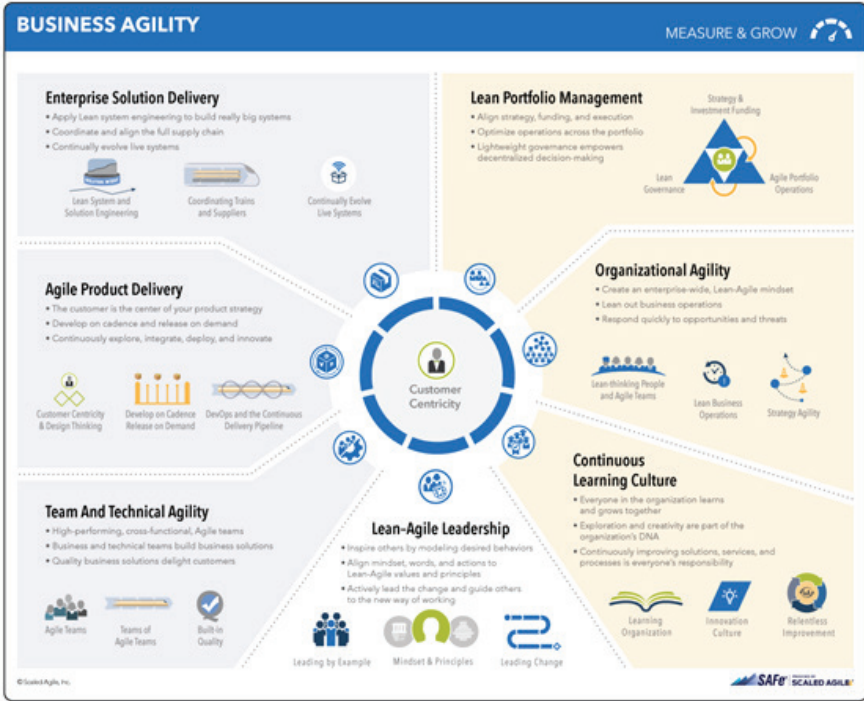 BUSINESS AGILITY
MEASURE & GROW
Enterprise Solution Delivery
• Apply Lean system engineering to build really big systems
• Coordinate and align the full supply chain
• Continually evolve live systems
Lean System and
Solution Engineering
Coordinating Trains
and Suppliers
Continually Evolve
Live Systems
Lean Portfolio Management
• Align strategy, funding, and execution
• Optimize operations across the portfolio
• Lightweight governance empowers
decentralized decision-making
Strategy &
Investment Funding
Lean
Governance
Agile Portfolio
Operations
Agile Product Delivery
• The customer is the center of your product strategy
• Develop on cadence and release on demand
• Continuously explore, integrate, deploy, and innovate
Customer Centricity
& Design Thinking
Develop on Cadence
Release on Demand
DevOps and the Continuous
Delivery Pipeline
Customer
Centricity
Organizational Agility
• Create an enterprise-wide, Lean-Agile mindset
• Lean out business operations
• Respond quickly to opportunities and threats
Lean-thinking People
and Agile Teams
Lean Business
Operations
Strategy Agility
Team And Technical Agility
• High-performing, cross-functional, Agile teams
• Business and technical teams build business solutions
• Quality business solutions delight customers
Agile Teams
Teams of
Agile Teams
Built-in
Quality
Lean-Agile Leadership
• Inspire others by modeling desired behaviors
• Align mindset, words, and actions to
Lean-Agile values and principles
• Actively lead the change and guide others
to the new way of working
Leading by Example
Mindset & Principles
Leading Change
Continuous
Learning Culture
• Everyone in the organization learns
and grows together
• Exploration and creativity are part of the
organization's DNA
• Continuously improving solutions, services, and
processes is everyone's responsibility
Learning
Organization
Innovation
Culture
Relentless
Improvement
© Scaled Agile, Inc.
SAFe
SCALED AGILE